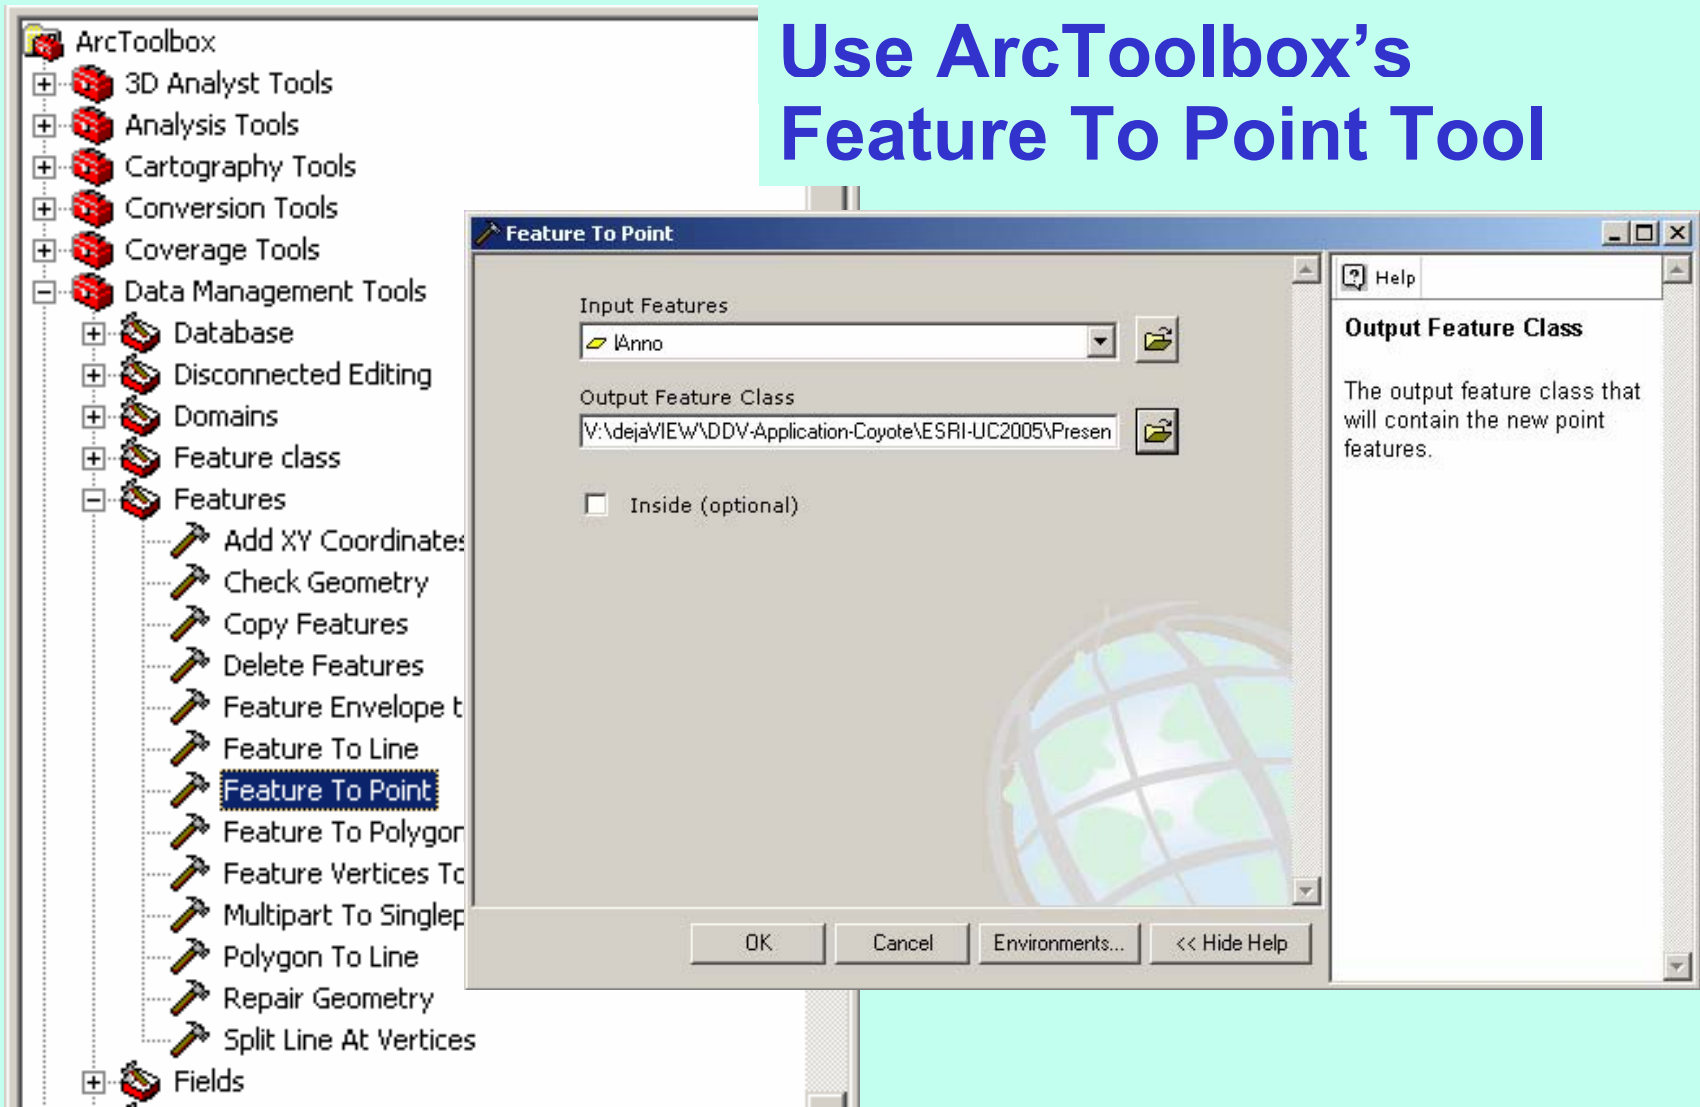 Use ArcToolbox’s
Feature To Point Tool
ArcToolbox
3D Analyst Tools
Analysis Tools
Cartography Tools
Conversion Tools
Coverage Tools
Data Management Tools
Database
Disconnected Editing
Domains
Feature class
Features
Add XY Coordinates
Check Geometry
Copy Features
Delete Features
Feature Envelope t
Feature To Line
Feature To Point
Feature To Polygon
Feature Vertices To
Multipart To Singlep
Polygon To Line
Repair Geometry
Split Line At Vertices
Fields
Feature To Point
Input Features
lAnno
Output Feature Class
V:\dejaVIEW\DDV-Application-Coyote\ESRI-UC2005\Presen
Inside (optional)
OK
Cancel
Environments...
<< Hide Help
Help
Output Feature Class
The output feature class that
will contain the new point
features.